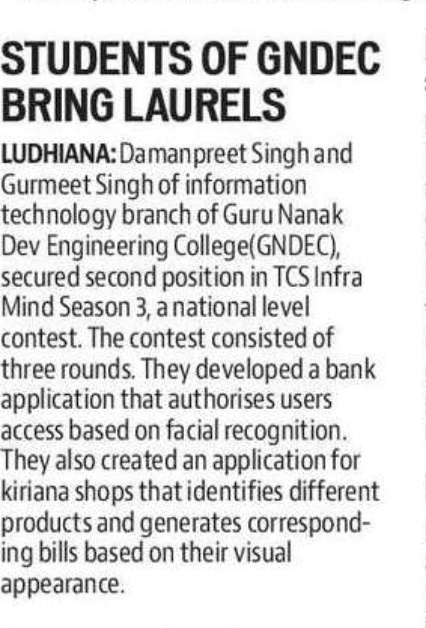 STUDENTS OF GNDEC
BRING LAURELS
LUDHIANA: Damanpreet Singh and
Gurmeet Singh of information
technology branch of Guru Nanak
Dev Engineering College(GNDEC),
secured second position in TCS Infra
Mind Season 3, a national level
contest. The contest consisted of
three rounds. They developed a bank
application that authorises users
access based on facial recognition.
They also created an application for
kiriana shops that identifies different
products and generates correspond-
ing bills based on their visual
appearance.